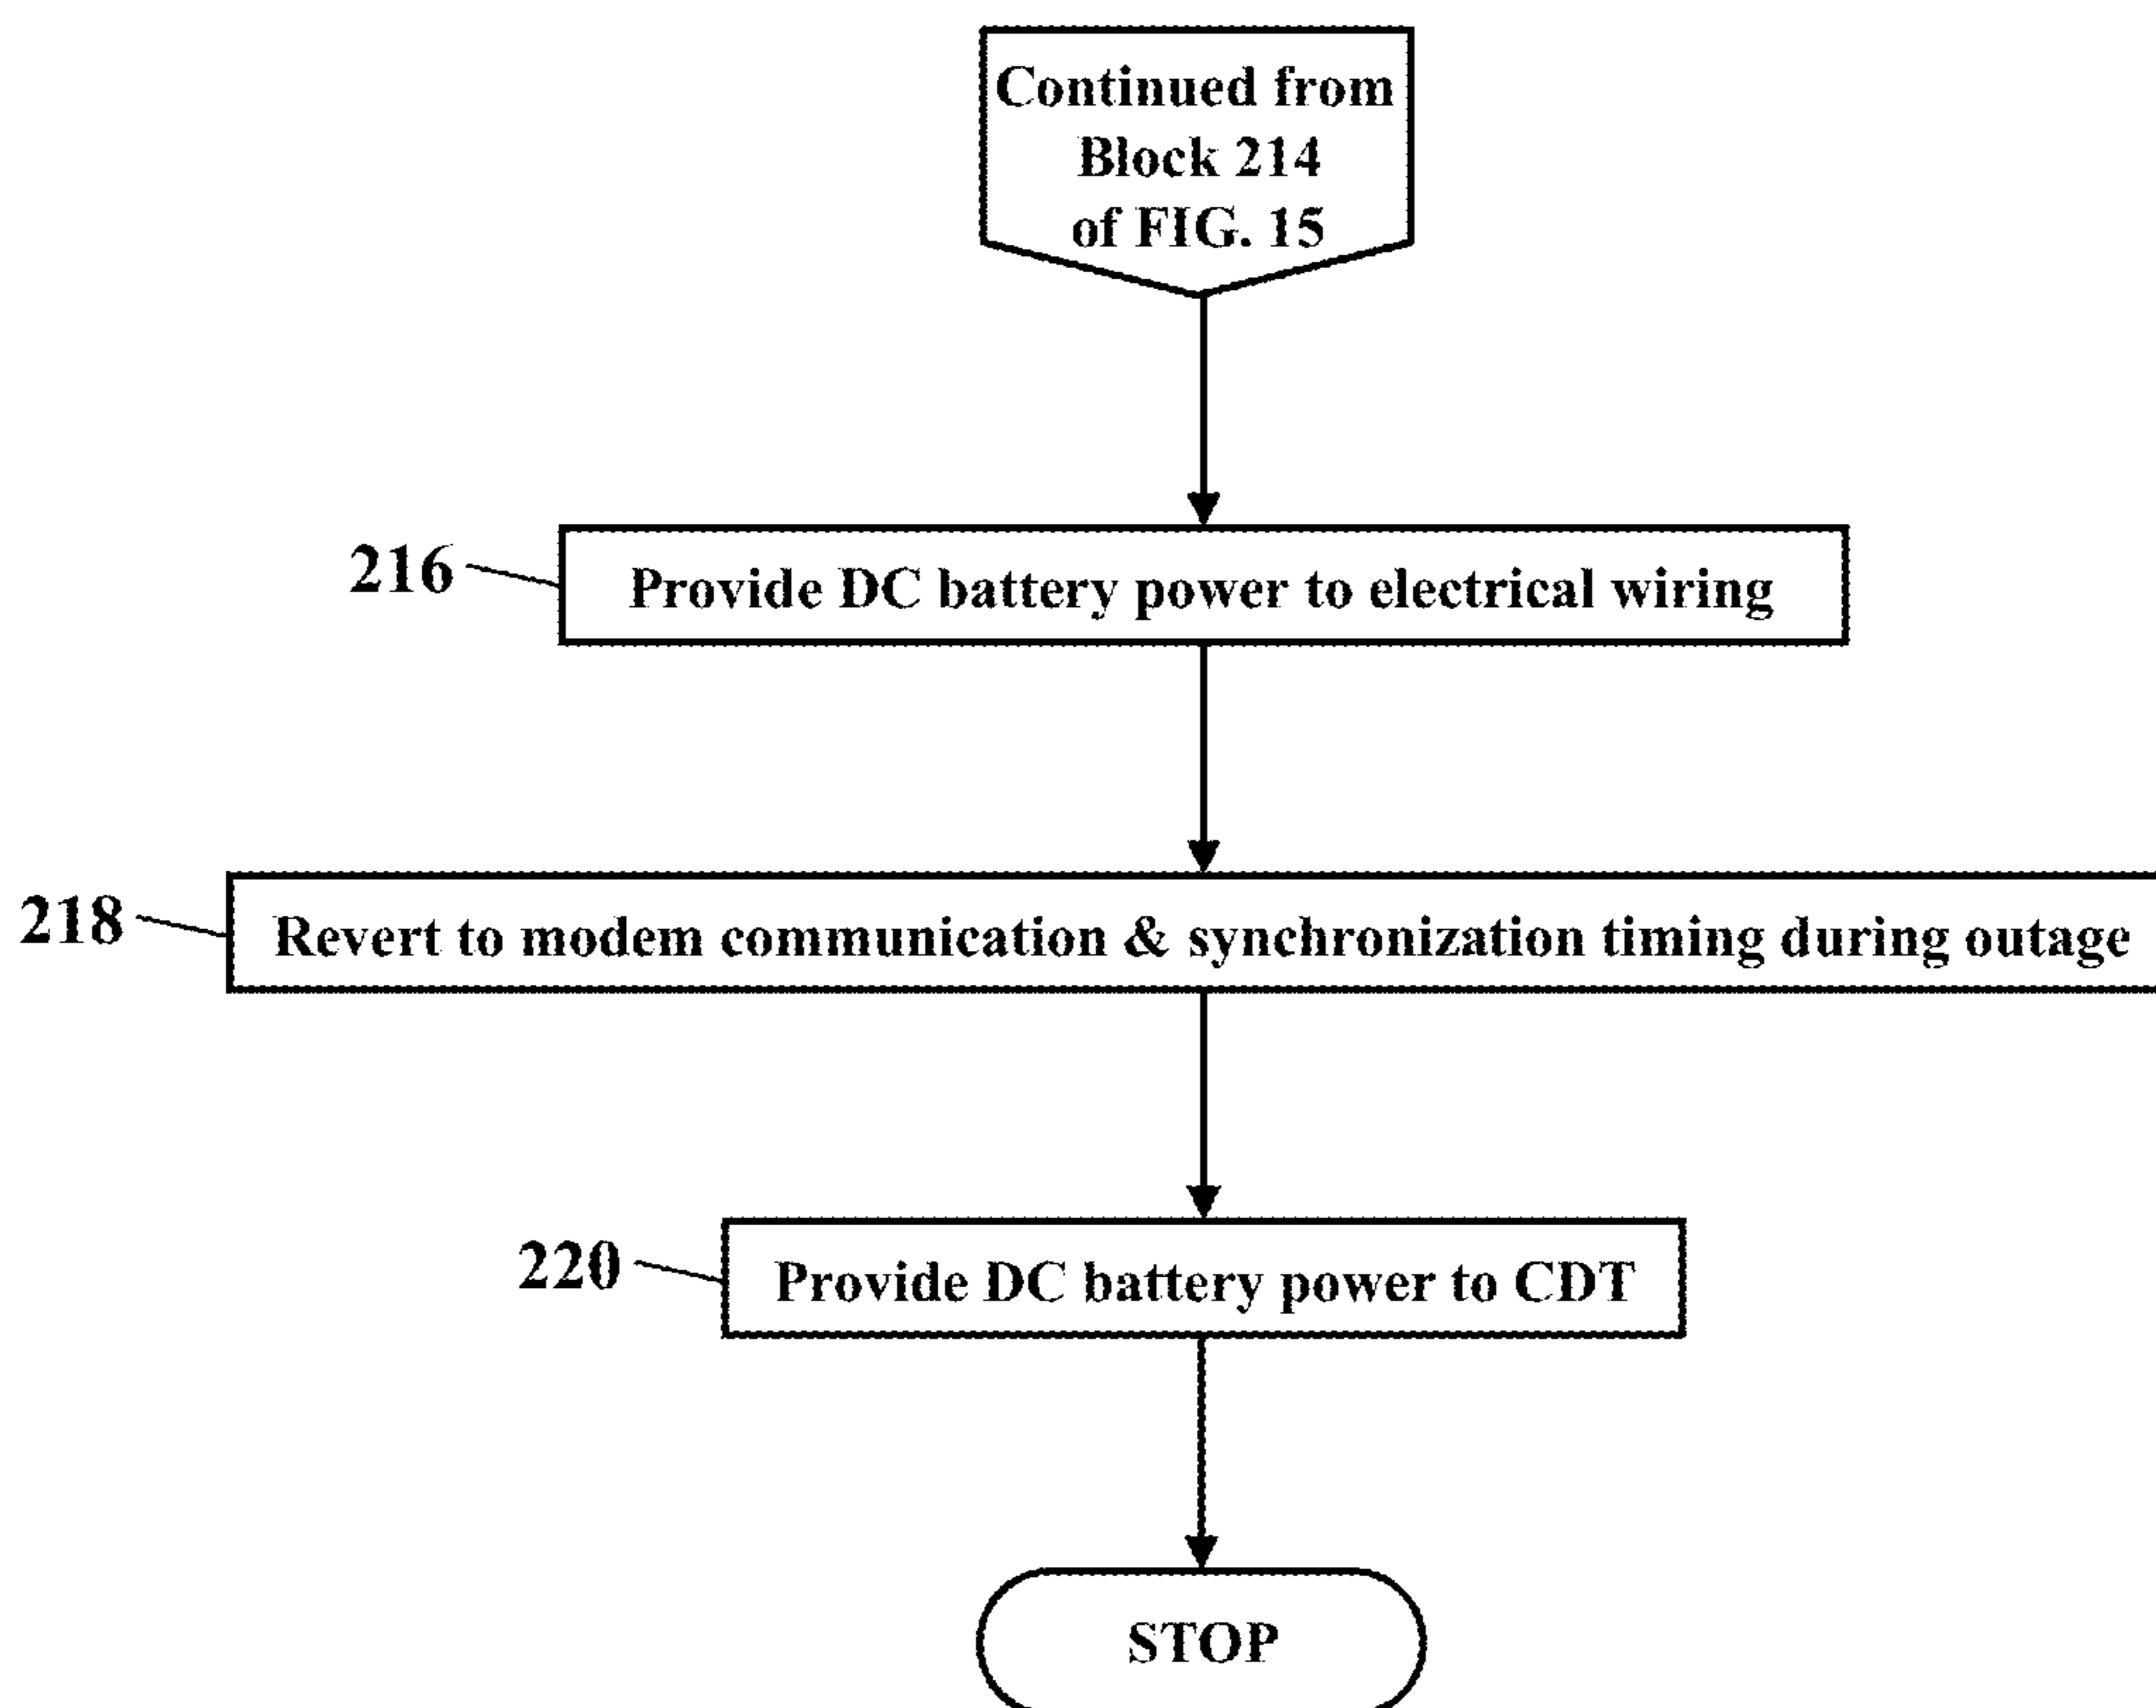 Continued from
Block 214
of FIG. 15
216
Provide DC battery power to electrical wiring
218
Revert to modem communication & synchronization timing during outage
220
Provide DC battery power to CDT
STOP